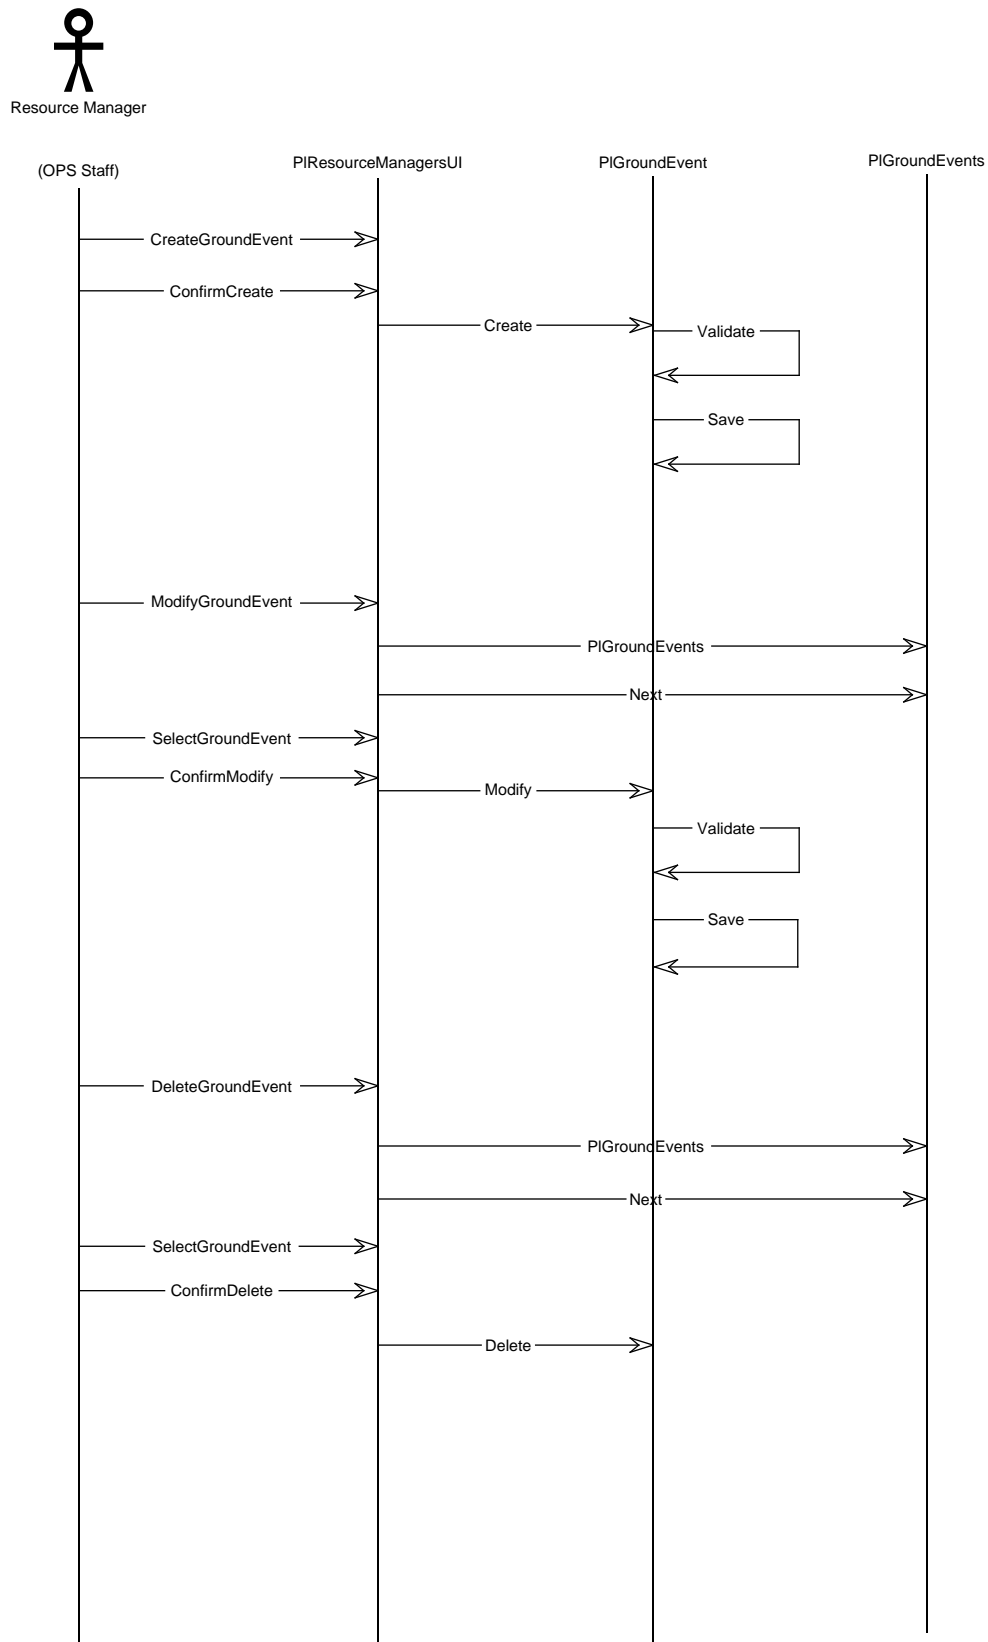 Resource Manager
(OPS Staff)
PlResourceManagersUI
PlGroundEvent
PlGroundEvents
CreateGroundEvent
ConfirmCreate
Create
Validate
Save
ModifyGroundEvent
PlGroundEvents
Next
SelectGroundEvent
ConfirmModify
Modify
Validate
Save
DeleteGroundEvent
PlGroundEvents
Next
SelectGroundEvent
ConfirmDelete
Delete